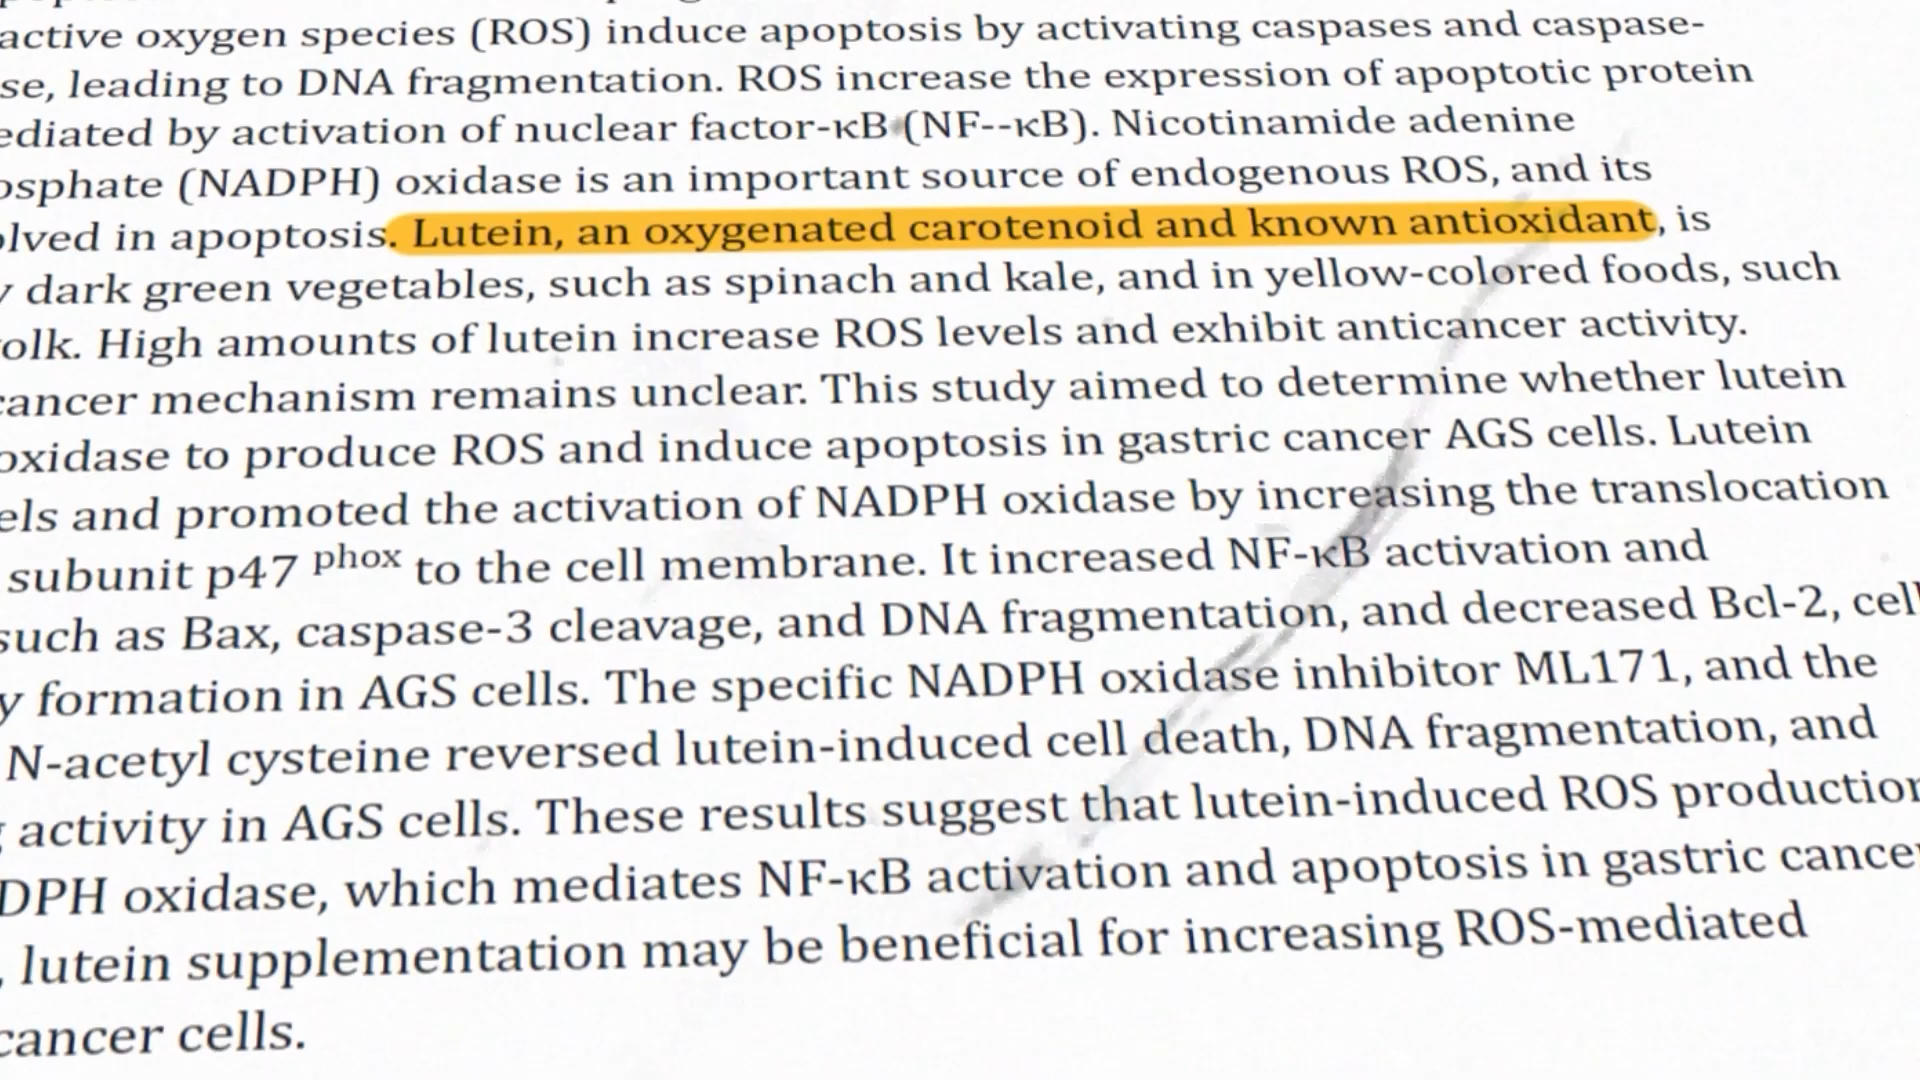 active oxygen species (ROS) induce apoptosis by activating caspases and caspase-
se, leading to DNA fragmentation. ROS increase the expression of apoptotic protein
ediated by activation of nuclear factor-κB (NF--κB). Nicotinamide adenine
osphate (NADPH) oxidase is an important source of endogenous ROS, and its
olved in apoptosis. Lutein, an oxygenated carotenoid and known antioxidant, is
y dark green vegetables, such as spinach and kale, and in yellow-colored foods, such
olk. High amounts of lutein increase ROS levels and exhibit anticancer activity.
cancer mechanism remains unclear. This study aimed to determine whether lutein
oxidase to produce ROS and induce apoptosis in gastric cancer AGS cells. Lutein
els and promoted the activation of NADPH oxidase by increasing the translocation
subunit p47 phox to the cell membrane. It increased NF-κB activation and
such as Bax, caspase-3 cleavage, and DNA fragmentation, and decreased Bcl-2, cell
y formation in AGS cells. The specific NADPH oxidase inhibitor ML171, and the
N-acetyl cysteine reversed lutein-induced cell death, DNA fragmentation, and
g activity in AGS cells. These results suggest that lutein-induced ROS production
DPH oxidase, which mediates NF-κB activation and apoptosis in gastric cancer
, lutein supplementation may be beneficial for increasing ROS-mediated
cancer cells.